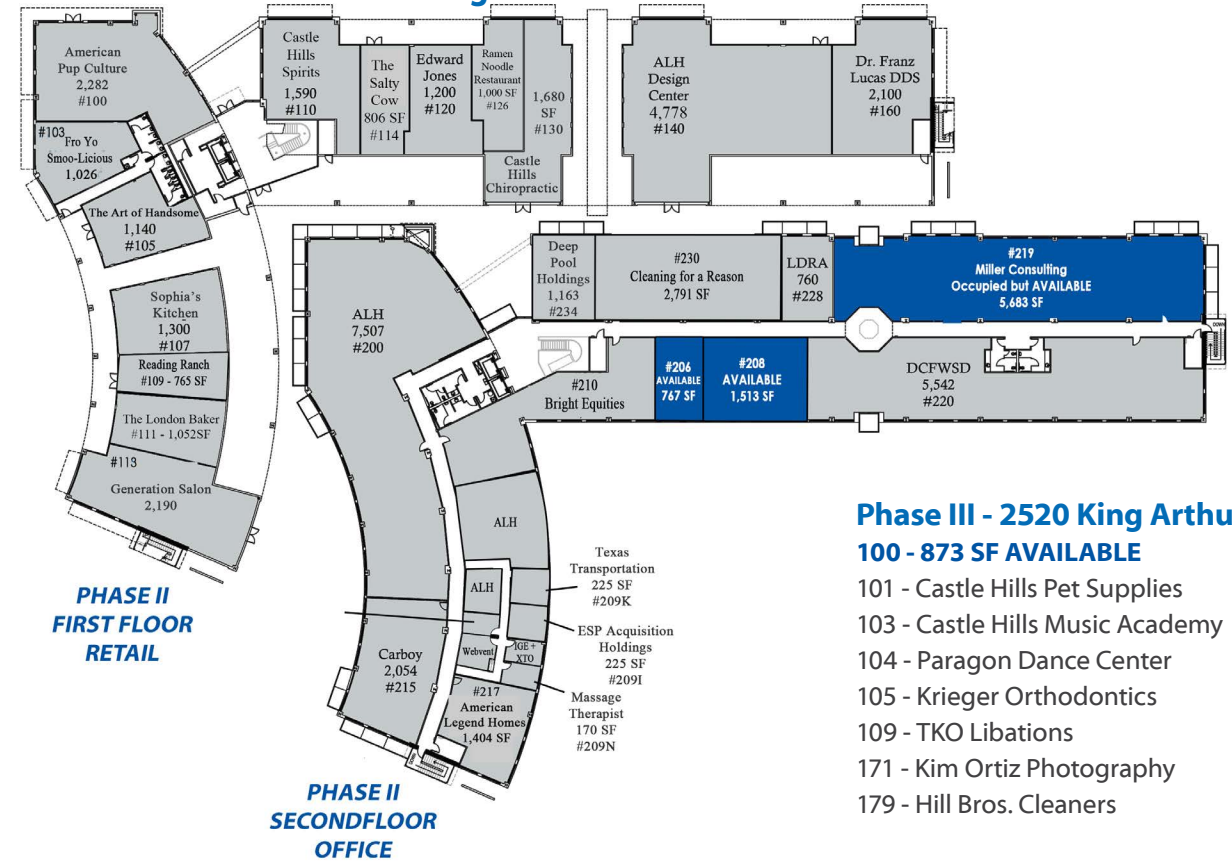 g
American
Pup Culture
2,282
#100
Castle
Hills
Spirits
1,590
#110
The
Salty
Cow
806 SF
#114
Edward
Jones
1,200
#120
Ramen
Noodle
Restaurant
1,000 SF
#126
1,680
SF
#130
Castle
Hills
Chiropractic
ALH
Design
Center
4,778
#140
Dr. Franz
Lucas DDS
2,100
#160
#103
Fro Yo
Smoo-Licious
1,026
The Art of Handsome
1,140
#105
Sophia's
Kitchen
1,300
#107
Reading Ranch
#109 - 765 SF
The London Baker
#111 - 1,052SF
#113
Generation Salon
2,190
PHASE II
FIRST FLOOR
RETAIL
ALH
7,507
#200
Deep
Pool
Holdings
1,163
#234
#230
Cleaning for a Reason
2,791 SF
LDRA
760
#228
#219
Miller Consulting
Occupied but AVAILABLE
5,683 SF
DOWN
#210
Bright Equities
#206
AVAILABLE
767 SF
#208
AVAILABLE
1,513 SF
DCFWSD
5,542
#220
ALH
ALH
Webvent
IGE +
XTO
Texas
Transportation
225 SF
#209K
ESP Acquisition
Holdings
225 SF
#209I
Massage
Therapist
170 SF
#209N
Carboy
2,054
#215
#217
American
Legend Homes
1,404 SF
PHASE II
SECONDFLOOR
OFFICE
Phase III - 2520 King Arthu
100 - 873 SF AVAILABLE
101 - Castle Hills Pet Supplies
103 - Castle Hills Music Academy
104 - Paragon Dance Center
105 - Krieger Orthodontics
109 - TKO Libations
171 - Kim Ortiz Photography
179 - Hill Bros. Cleaners